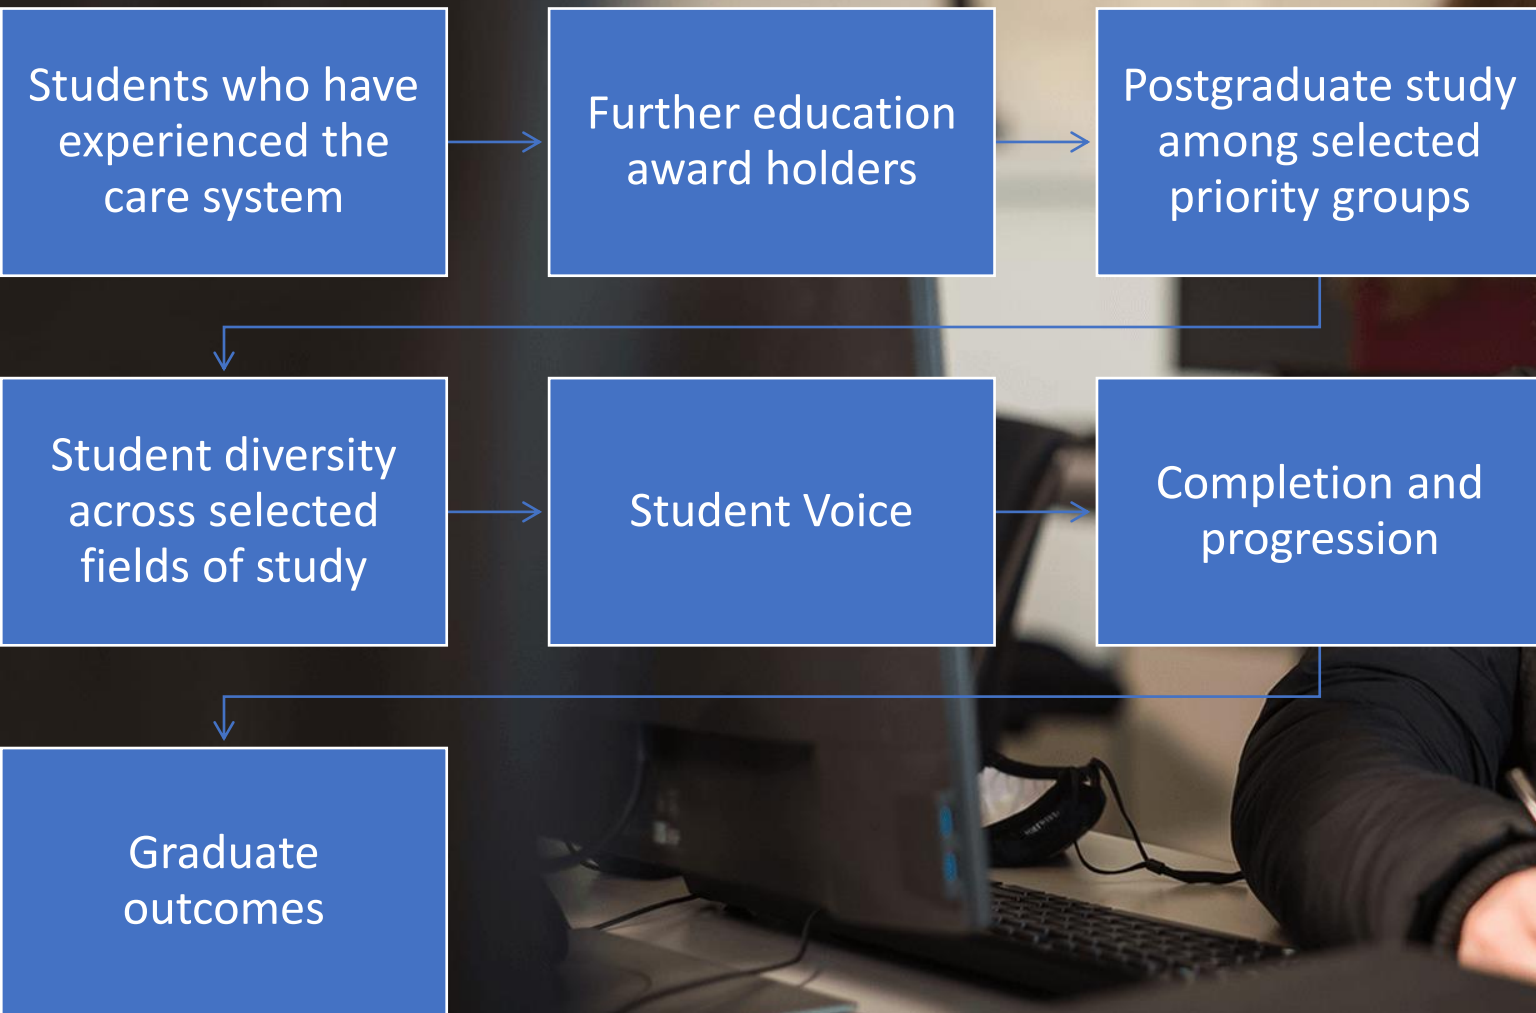 Students who have
experienced the
care system
Further education
award holders
Postgraduate study
among selected
priority groups
Student diversity
across selected
fields of study
Student Voice
Completion and
progression
Graduate
outcomes